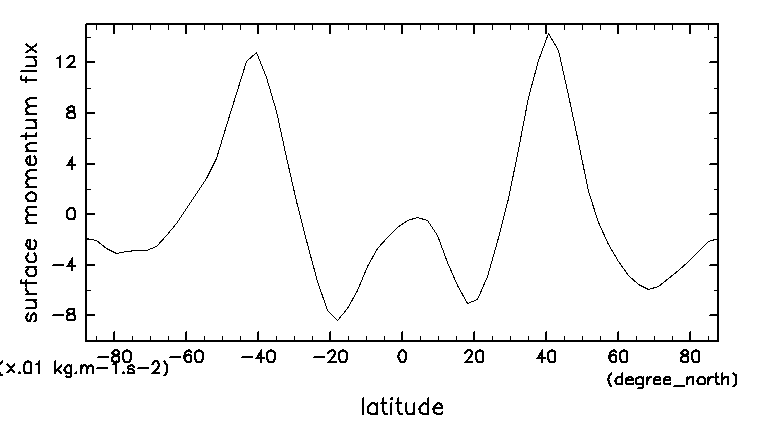 surface momentum flux
12
8
4
0
−4
−8
−80 −60 −40 −20 0 20 40 60 80
(×.01 kg.m−1.s−2)
(degree_north)
latitude